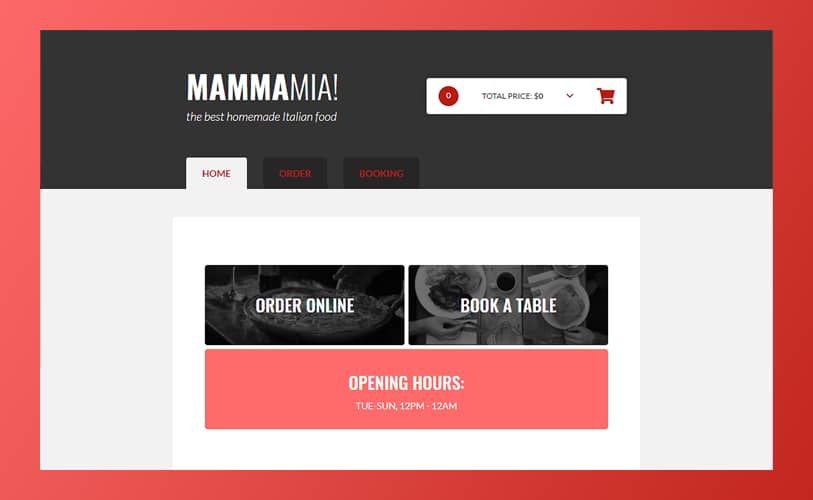 MAMMAMIA!
the best homemade Italian food
0
TOTAL PRICE: $0
HOME
ORDER
BOOKING
ORDER ONLINE
BOOK A TABLE
OPENING HOURS:
TUE-SUN, 12PM - 12AM